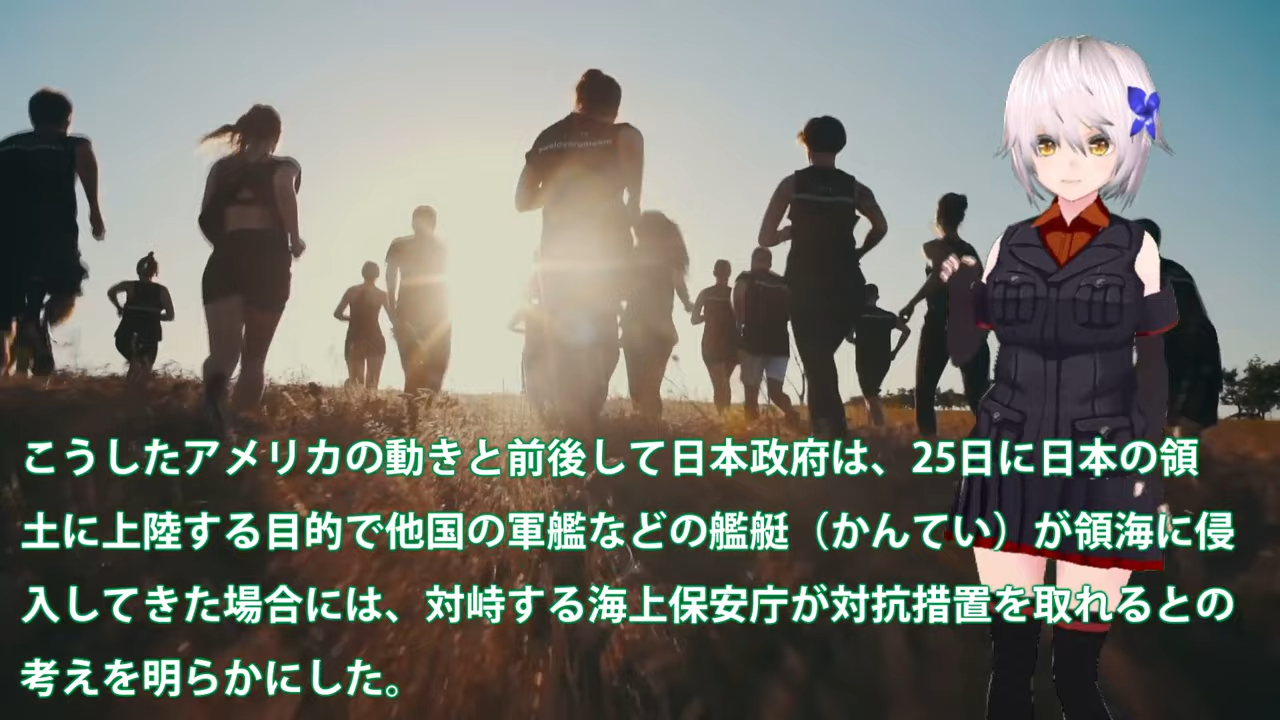 こうしたアメリカの動きと前後して日本政府は、25日に日本の領
土に上陸する目的で他国の軍艦などの艦艇（かんてい）が領海に侵
入してきた場合には、対峙する海上保安庁が対抗措置を取れるとの
考えを明らかにした。